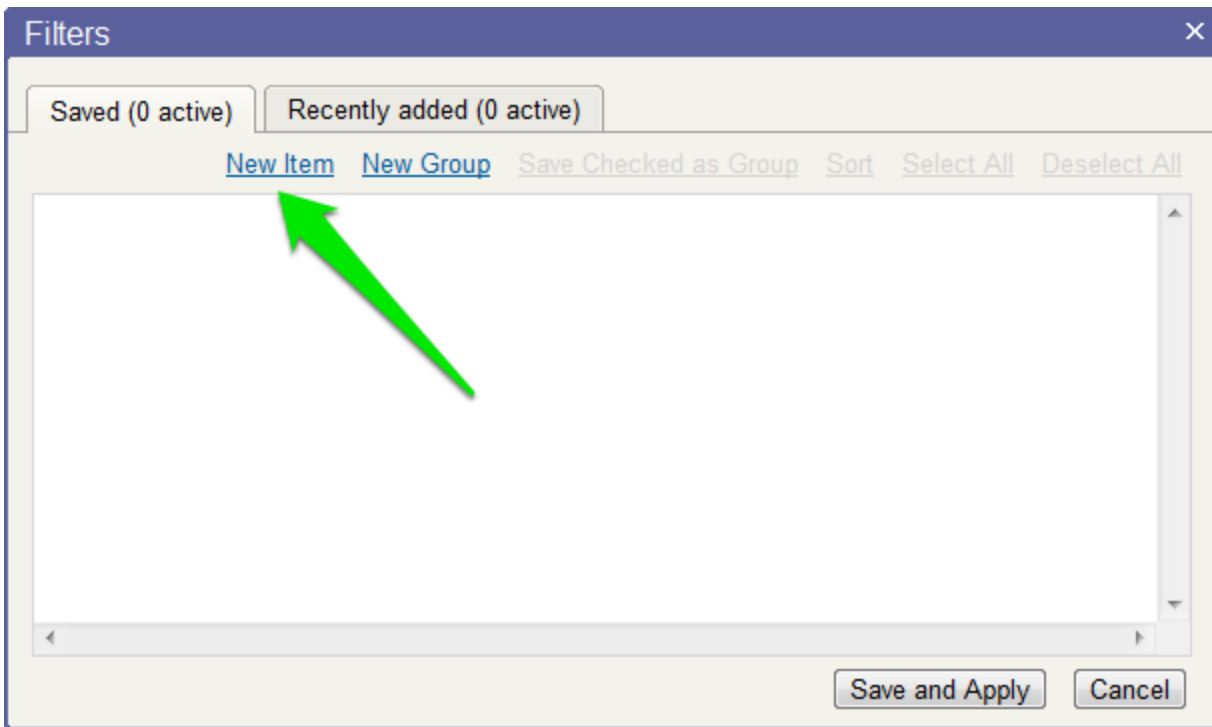 Filters
Saved (0 active) Recently added (0 active)
New Item New Group Save Checked as Group Sort Select All Deselect All
Save and Apply Cancel